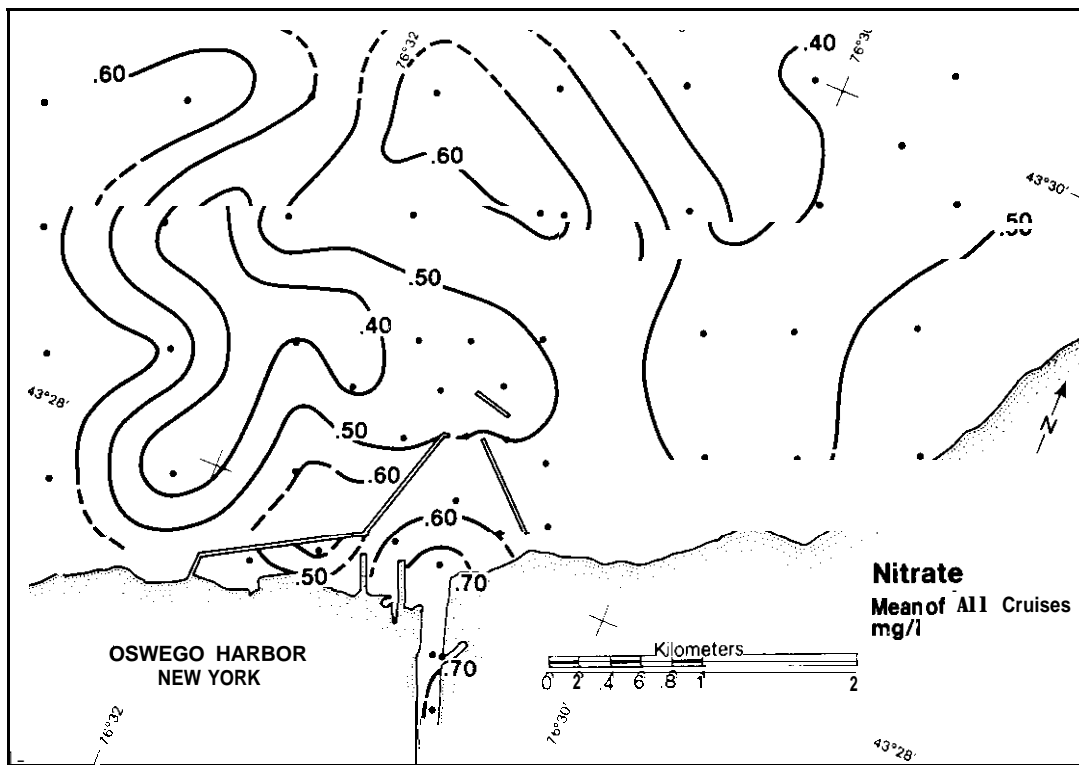 76°32
.40
76°30
.60
.60
43°30'
.50
.50
.50
.40
43°28'
.50
.60
.60
.50
.70
Nitrate
Mean of All Cruises
mg/l
N
OSWEGO HARBOR
NEW YORK
Kilometers
0 .2 .4 .6 .8 1 2
.70
76°32
76°30'
43°28'